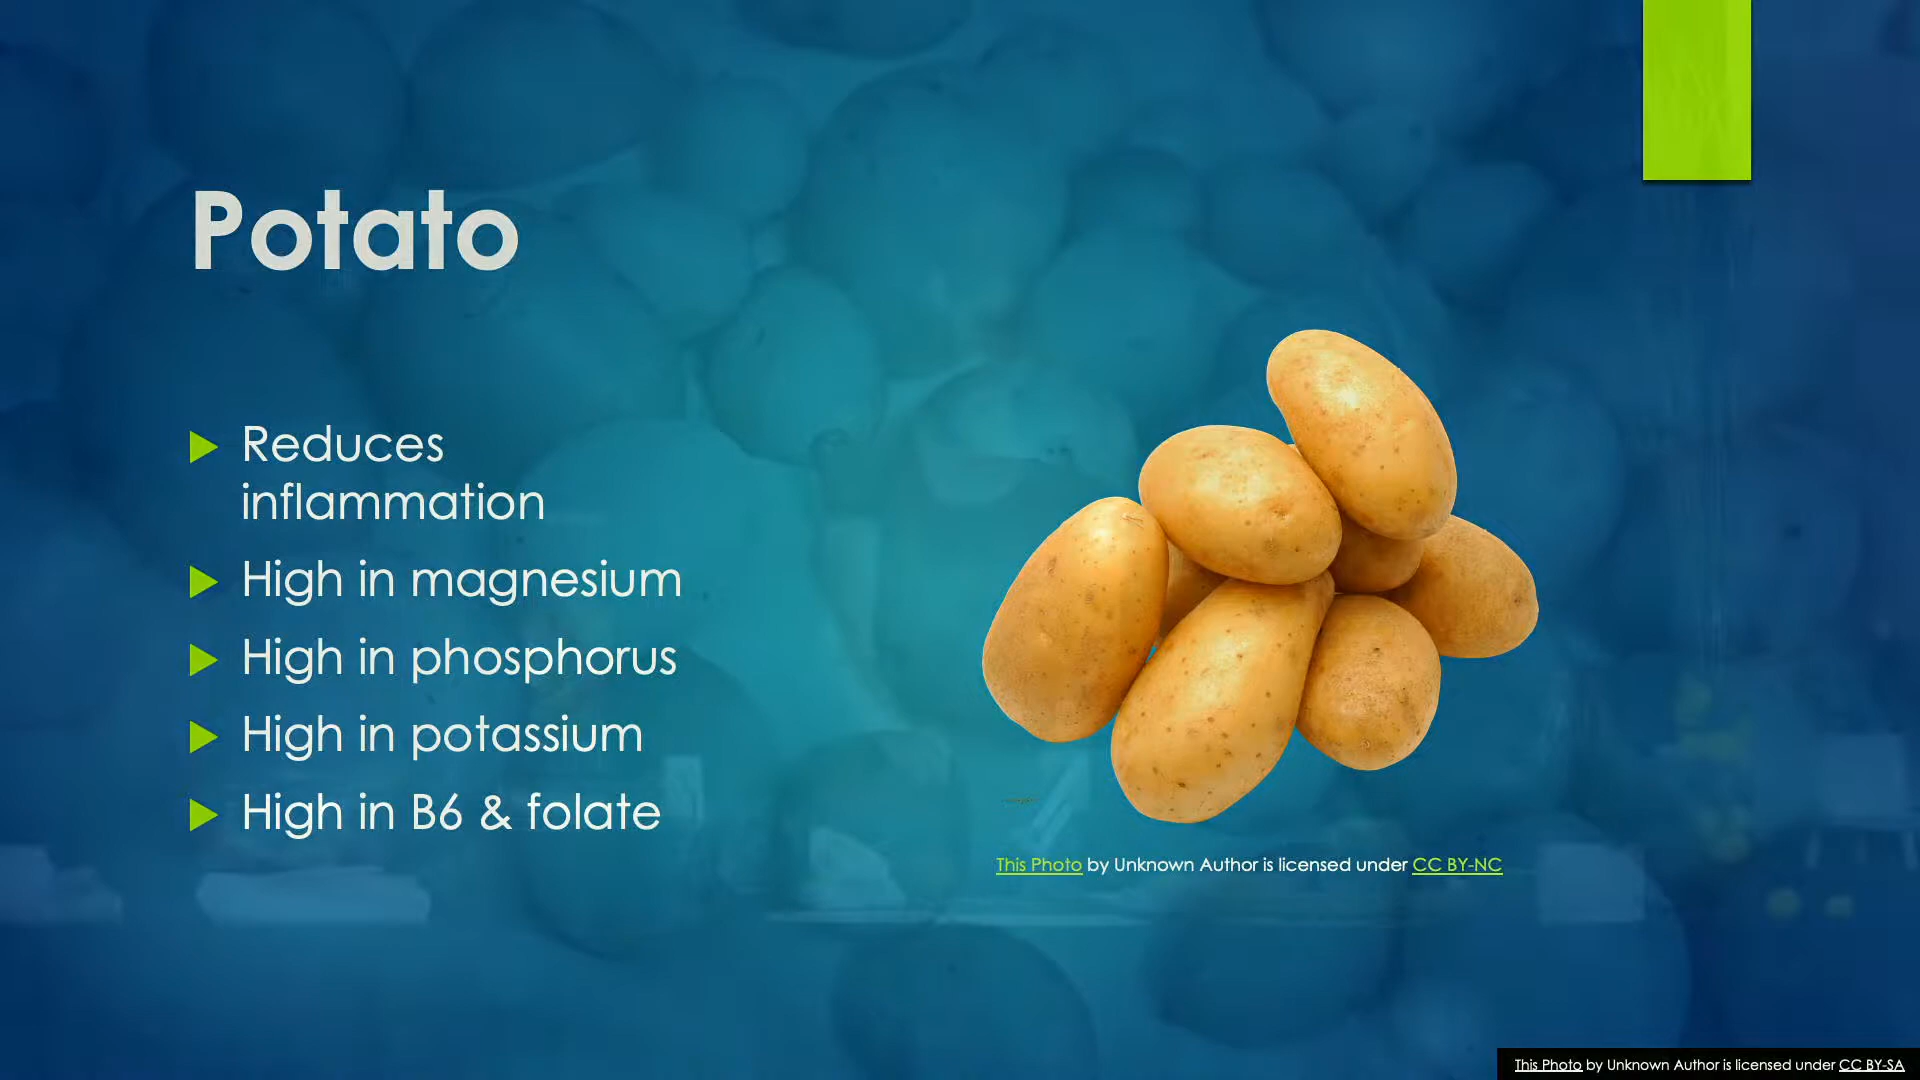 Potato
Reduces
inflammation
High in magnesium
High in phosphorus
High in potassium
High in B6 & folate
This Photo by Unknown Author is licensed under CC BY-NC
This Photo by Unknown Author is licensed under CC BY-SA